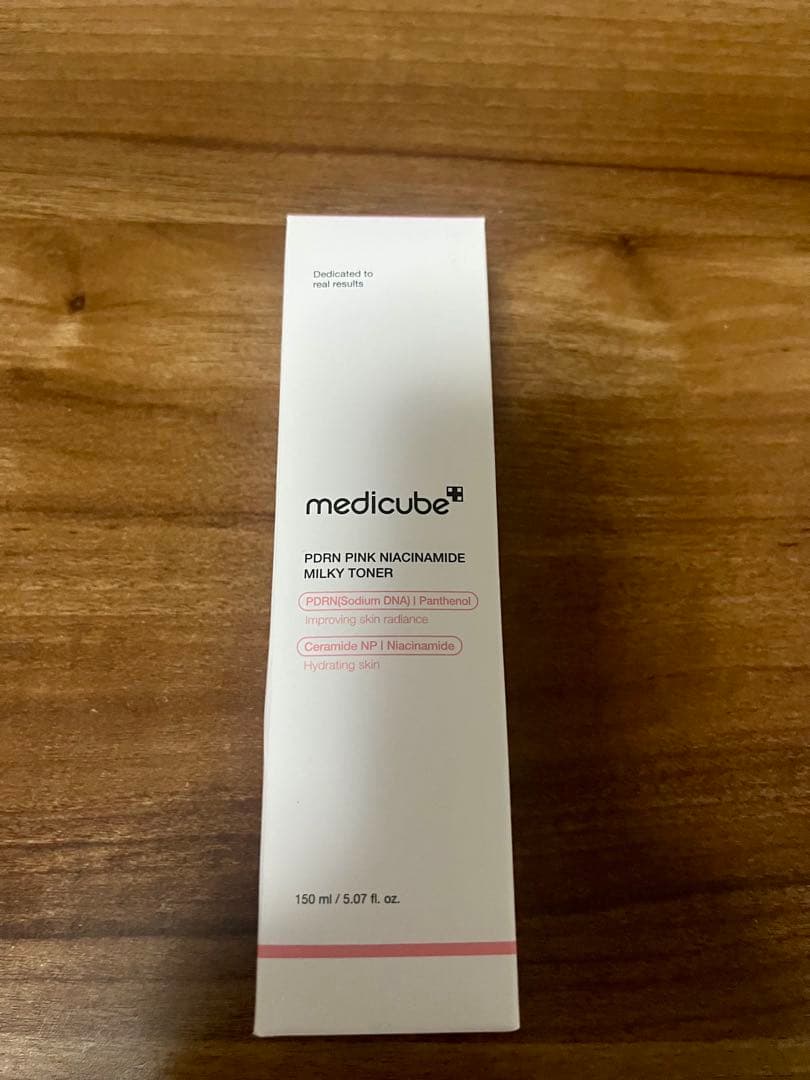 Dedicated to
real results
medicube
PDRN PINK NIACINAMIDE
MILKY TONER
PDRN(Sodium DNA) | Panthenol
Improving skin radiance
Ceramide NP | Niacinamide
Hydrating skin
150 ml / 5.07 fl. oz.